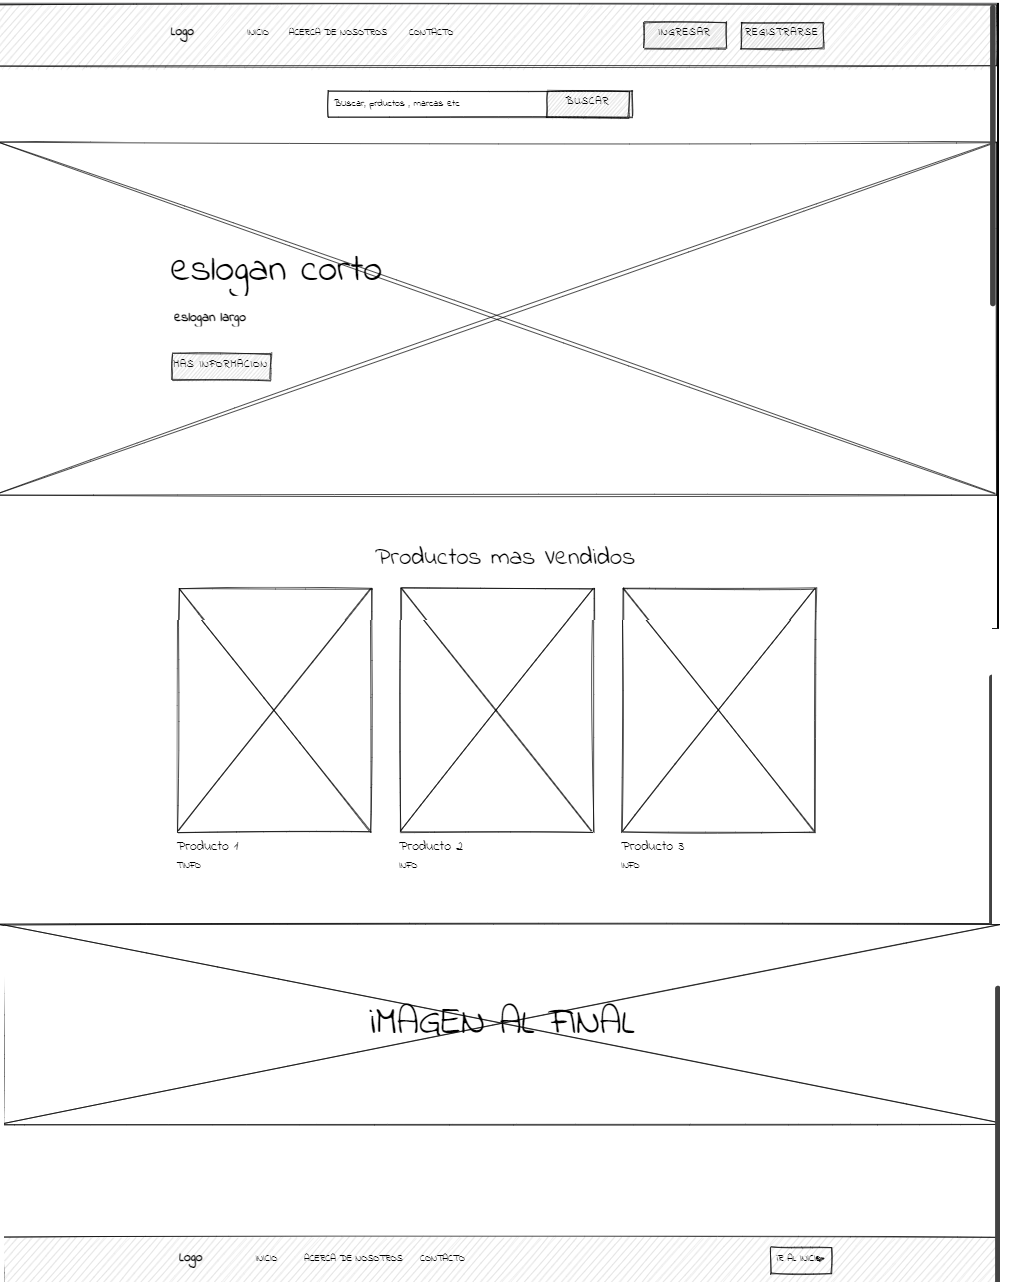 Logo INICIO ACERCA DE NOSOTROS CONTACTO INGRESAR REGISTRARSE
Buscar, prductos , marcas etc BUSCAR
eslogan corto
eslogan largo
MAS INFORMACION
Productos mas vendidos
Producto 1 Producto 2 Producto 3
TINFO INFO INFO
iMAGEN AL FINAL
Logo INICIO ACERCA DE NOSOTROS CONTACTO IR AL INICIO